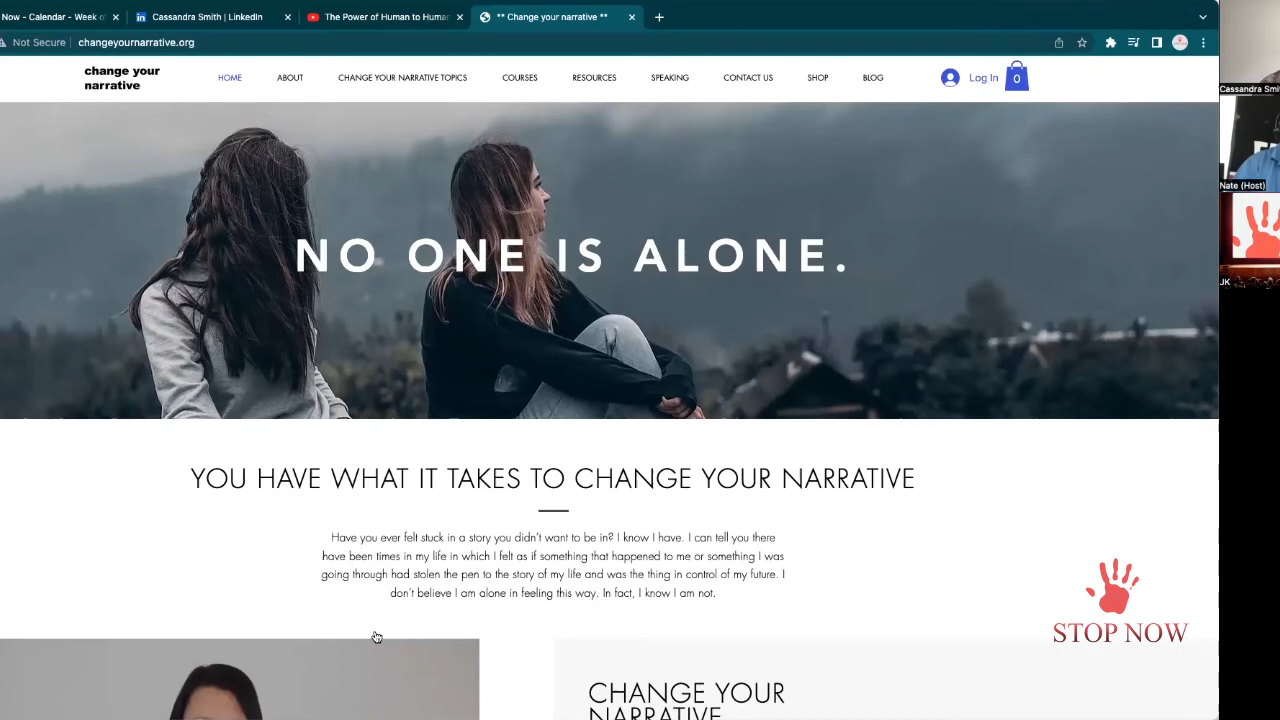 Now - Calendar - Week o
Cassandra Smith | LinkedIn
The Power of Human to Human
** Change your narrative **
Not Secure
changeyournarrative.org
change your
narrative
HOME
ABOUT
CHANGE YOUR NARRATIVE TOPICS
COURSES
RESOURCES
SPEAKING
CONTACT US
SHOP
BLOG
Log In
0
Cassandra Smi
Nate (Host)
JK
NO ONE IS ALONE.
YOU HAVE WHAT IT TAKES TO CHANGE YOUR NARRATIVE
Have you ever felt stuck in a story you didn't want to be in? I know I have. I can tell you there
have been times in my life in which I felt as if something that happened to me or something I was
going through had stolen the pen to the story of my life and was the thing in control of my future. I
don't believe I am alone in feeling this way. In fact, I know I am not.
STOP NOW
CHANGE YOUR
NARRATIVE